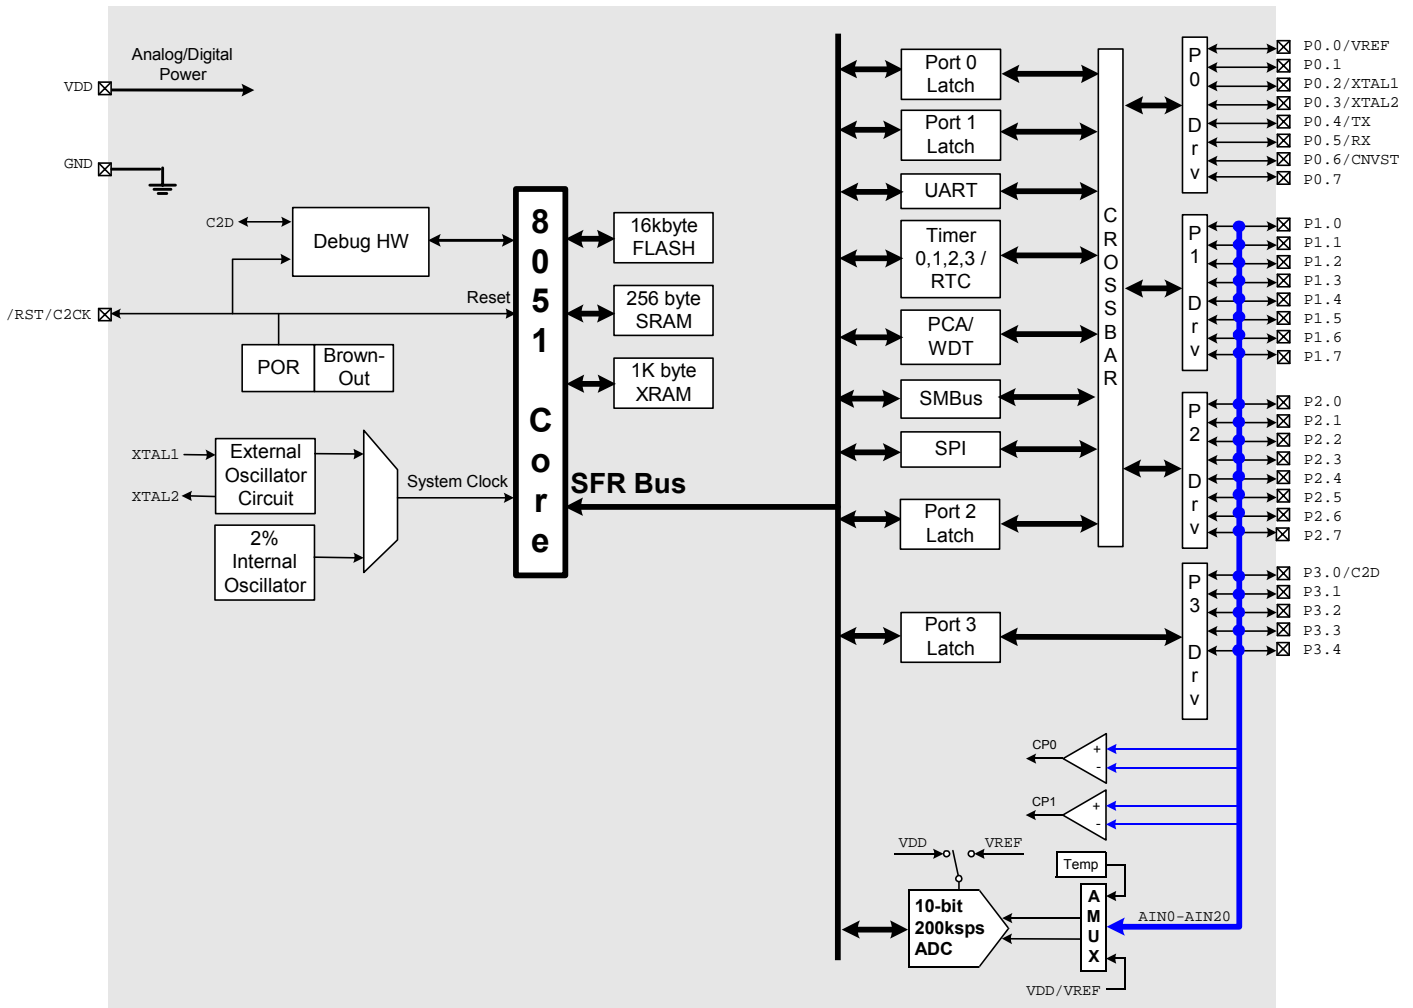 Analog/Digital
Power
VDD
GND
C2D
Debug HW
Reset
/RST/C2CK
POR
Brown-
Out
XTAL1
XTAL2
External
Oscillator
Circuit
2%
Internal
Oscillator
System Clock
8
0
5
1
C
o
r
e
16kbyte
FLASH
256 byte
SRAM
1K byte
XRAM
SFR Bus
Port 0
Latch
Port 1
Latch
UART
Timer
0,1,2,3 /
RTC
PCA/
WDT
SMBus
SPI
Port 2
Latch
Port 3
Latch
C
R
O
S
S
B
A
R
P
0
D
r
v
P
1
D
r
v
P
2
D
r
v
P
3
D
r
v
P0.0/VREF
P0.1
P0.2/XTAL1
P0.3/XTAL2
P0.4/TX
P0.5/RX
P0.6/CNVST
P0.7
P1.0
P1.1
P1.2
P1.3
P1.4
P1.5
P1.6
P1.7
P2.0
P2.1
P2.2
P2.3
P2.4
P2.5
P2.6
P2.7
P3.0/C2D
P3.1
P3.2
P3.3
P3.4
CP0
+
-
CP1
+
-
VDD
VREF
Temp
10-bit
200ksps
ADC
A
M
U
X
AIN0-AIN20
VDD/VREF